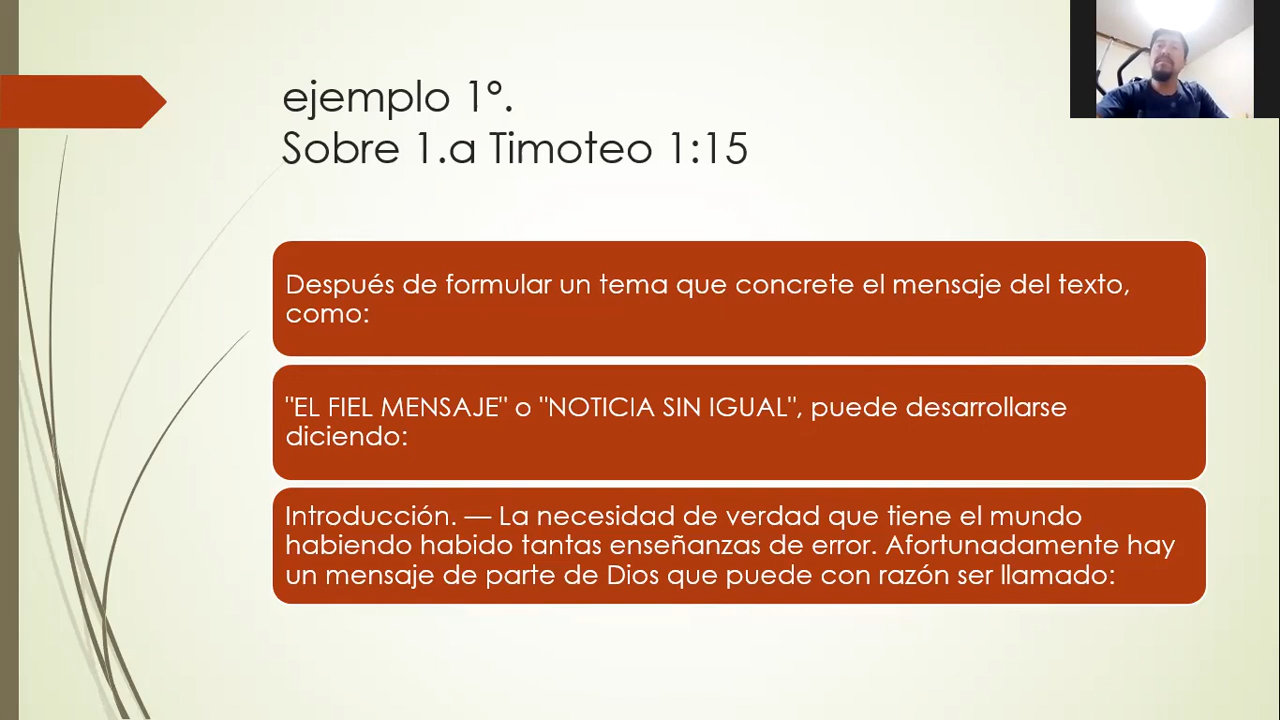 ejemplo 1°.
Sobre 1.a Timoteo 1:15
Después de formular un tema que concrete el mensaje del texto,
como:
"EL FIEL MENSAJE" o "NOTICIA SIN IGUAL", puede desarrollarse
diciendo:
Introducción. — La necesidad de verdad que tiene el mundo
habiendo habido tantas enseñanzas de error. Afortunadamente hay
un mensaje de parte de Dios que puede con razón ser llamado: